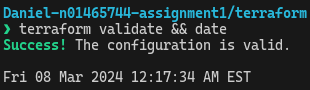 Daniel-n01465744-assignment1/terraform
❯ terraform validate && date
Success! The configuration is valid.
Fri 08 Mar 2024 12:17:34 AM EST